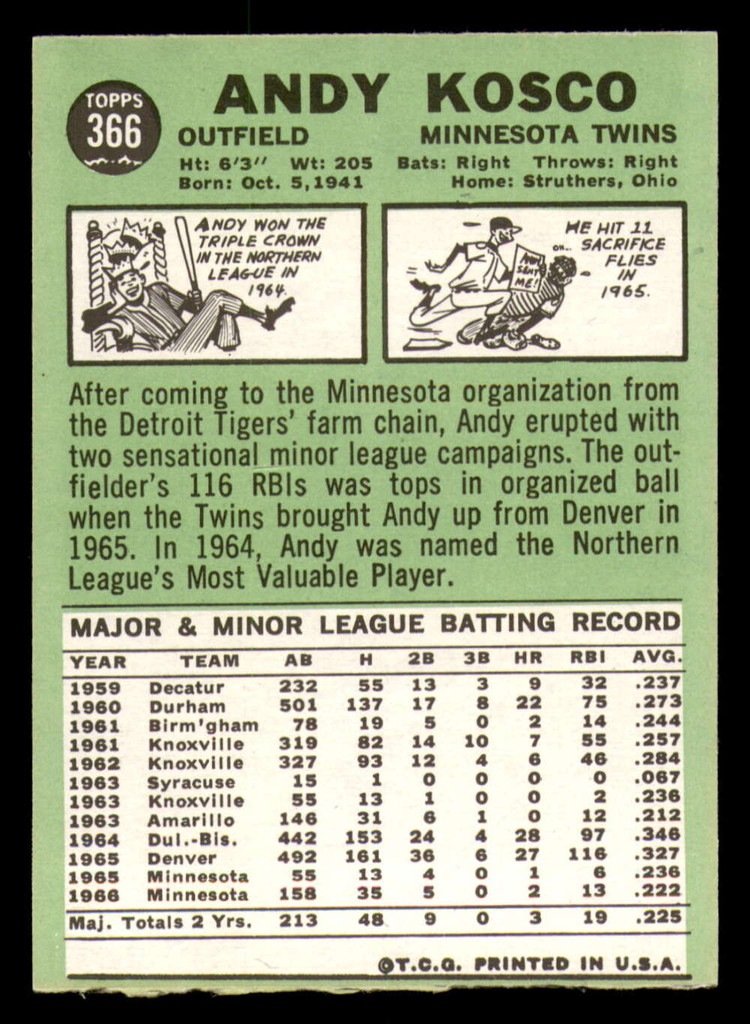 ANDY KOSCO
TOPPS
366
OUTFIELD MINNESOTA TWINS
Ht: 6'3" Wt: 205 Bats: Right Throws: Right
Born: Oct. 5, 1941 Home: Struthers, Ohio
ANDY WON THE
TRIPLE CROWN
IN THE NORTHERN
LEAGUE IN
1964.
HE HIT 11
OH... SACRIFICE
FLIES
IN
1965.
ANDY
SENT
ME!
After coming to the Minnesota organization from
the Detroit Tigers' farm chain, Andy erupted with
two sensational minor league campaigns. The out-
fielder's 116 RBIs was tops in organized ball
when the Twins brought Andy up from Denver in
1965. In 1964, Andy was named the Northern
League's Most Valuable Player.
MAJOR & MINOR LEAGUE BATTING RECORD
YEAR TEAM AB H 2B 3B HR RBI AVG.
1959 Decatur 232 55 13 3 9 32 .237
1960 Durham 501 137 17 8 22 75 .273
1961 Birm'gham 78 19 5 0 2 14 .244
1961 Knoxville 319 82 14 10 7 55 .257
1962 Knoxville 327 93 12 4 6 46 .284
1963 Syracuse 15 1 0 0 0 0 .067
1963 Knoxville 55 13 1 0 0 2 .236
1963 Amarillo 146 31 6 1 0 12 .212
1964 Dul.-Bis. 442 153 24 4 28 97 .346
1965 Denver 492 161 36 6 27 116 .327
1965 Minnesota 55 13 4 0 1 6 .236
1966 Minnesota 158 35 5 0 2 13 .222
Maj. Totals 2 Yrs. 213 48 9 0 3 19 .225
©T.C.G. PRINTED IN U.S.A.